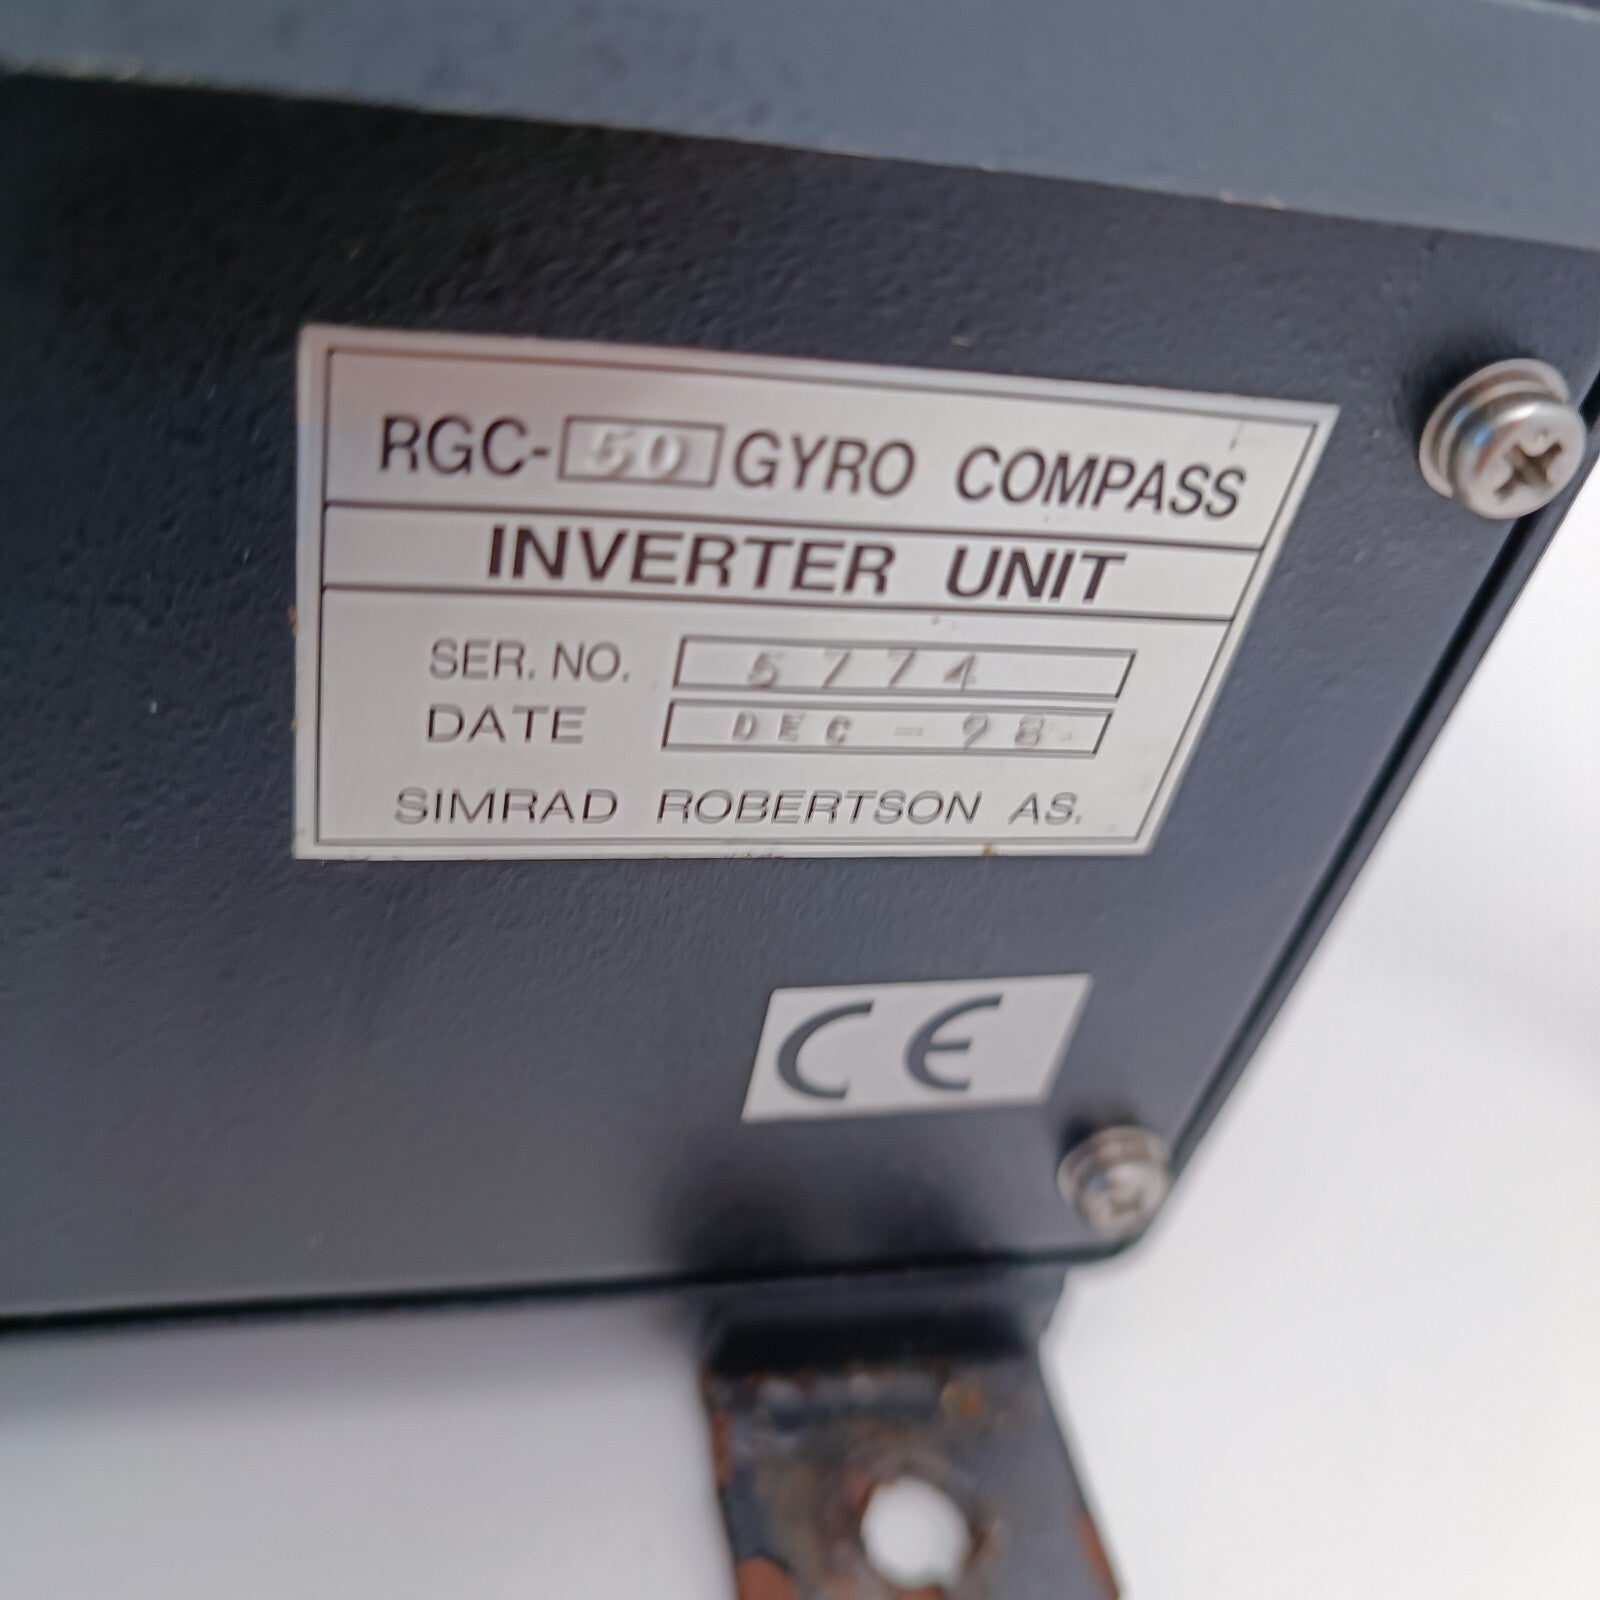 RGC-50 GYRO COMPASS
INVERTER UNIT
SER. NO. 5774
DATE DEC-98
SIMRAD ROBERTSON AS.
CE